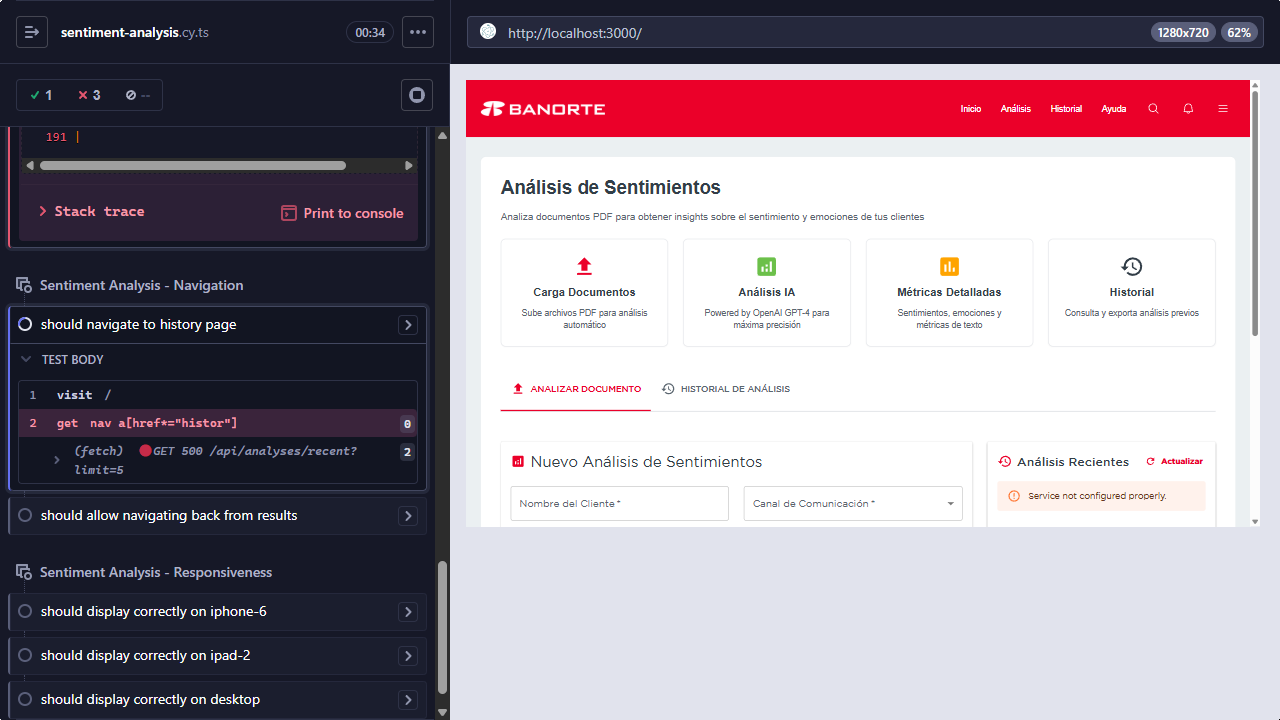 sentiment-analysis.cy.ts
00:34
1
3
--
191 |
Stack trace
Print to console
Sentiment Analysis - Navigation
should navigate to history page
TEST BODY
1 visit /
2 get nav a[href*="histor"] 0
(fetch) GET 500 /api/analyses/recent? 2
limit=5
should allow navigating back from results
Sentiment Analysis - Responsiveness
should display correctly on iphone-6
should display correctly on ipad-2
should display correctly on desktop
http://localhost:3000/
1280x720
62%
BANORTE
Inicio
Análisis
Historial
Ayuda
Análisis de Sentimientos
Analiza documentos PDF para obtener insights sobre el sentimiento y emociones de tus clientes
Carga Documentos
Sube archivos PDF para análisis
automático
Análisis IA
Powered by OpenAI GPT-4 para
máxima precisión
Métricas Detalladas
Sentimientos, emociones y
métricas de texto
Historial
Consulta y exporta análisis previos
ANALIZAR DOCUMENTO
HISTORIAL DE ANÁLISIS
Nuevo Análisis de Sentimientos
Nombre del Cliente *
Canal de Comunicación *
Análisis Recientes
Actualizar
Service not configured properly.